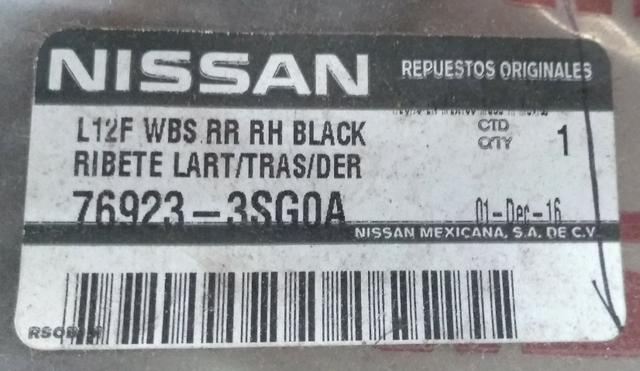 NISSAN REPUESTOS ORIGINALES
L12F WBS RR RH BLACK
CTD
QTY 1
RIBETE LART/TRAS/DER
76923-3SG0A 01-Dec-16
NISSAN MEXICANA, S.A. DE C.V